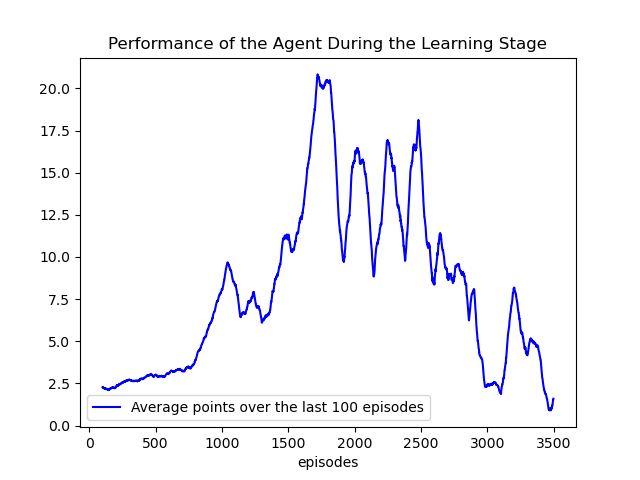 Performance of the Agent During the Learning Stage
20.0
17.5
15.0
12.5
10.0
7.5
5.0
2.5
0.0
Average points over the last 100 episodes
0 500 1000 1500 2000 2500 3000 3500
episodes